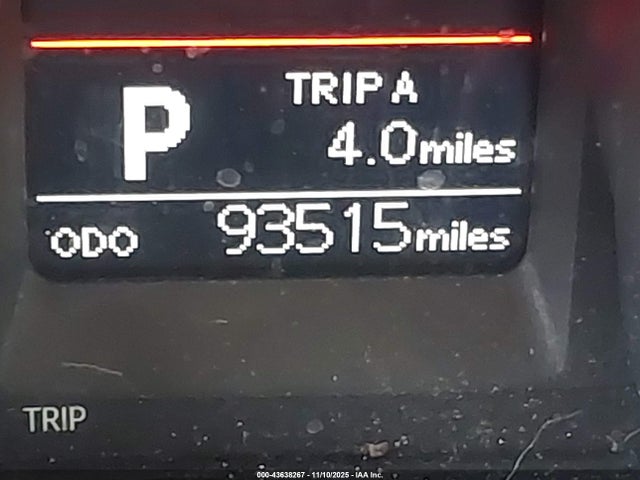 TRIP A
P
4.0miles
ODO 93515miles
TRIP
000-43638267 - 11/10/2025 - IAA Inc.